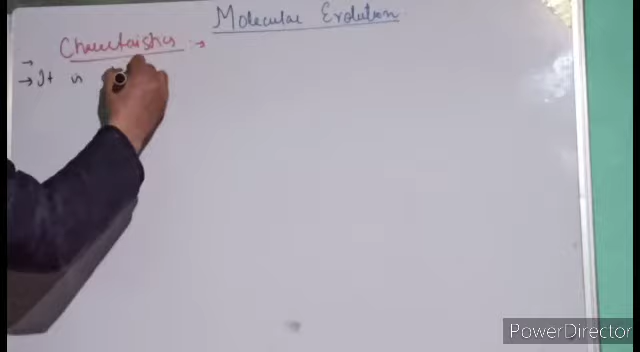 Molecular Evolution
Characteristics :→
→
→ It is
PowerDirector